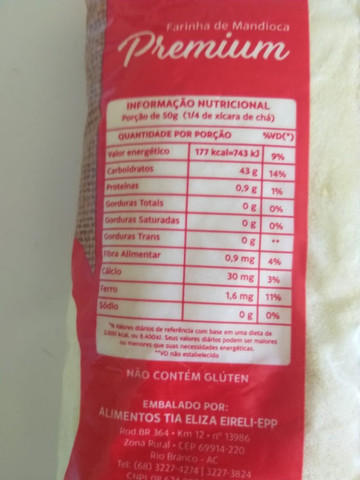 Farinha de Mandioca
Premium
INFORMAÇÃO NUTRICIONAL
Porção de 50g (1/4 de xícara de chá)
QUANTIDADE POR PORÇÃO %VD(*)
Valor energético 177 kcal=743 kJ 9%
Carboidratos 43 g 14%
Proteínas 0,9 g 1%
Gorduras Totais 0 g 0%
Gorduras Saturadas 0 g 0%
Gorduras Trans 0 g **
Fibra Alimentar 0,9 mg 4%
Cálcio 30 mg 3%
Ferro 1,6 mg 11%
Sódio 0 g 0%
*% Valores diários de referência com base em uma dieta de
2.000 kcal, ou 8.400kJ. Seus valores diários podem ser maiores
ou menores que suas necessidades energéticas.
**VD não estabelecido
NÃO CONTÉM GLÚTEN
EMBALADO POR:
ALIMENTOS TIA ELIZA EIRELI-EPP
Rod.BR 364 • Km 12 • nº 13986
Zona Rural • CEP 69914-220
Rio Branco - AC
Tel: (68) 3227-4274 | 3227-3824